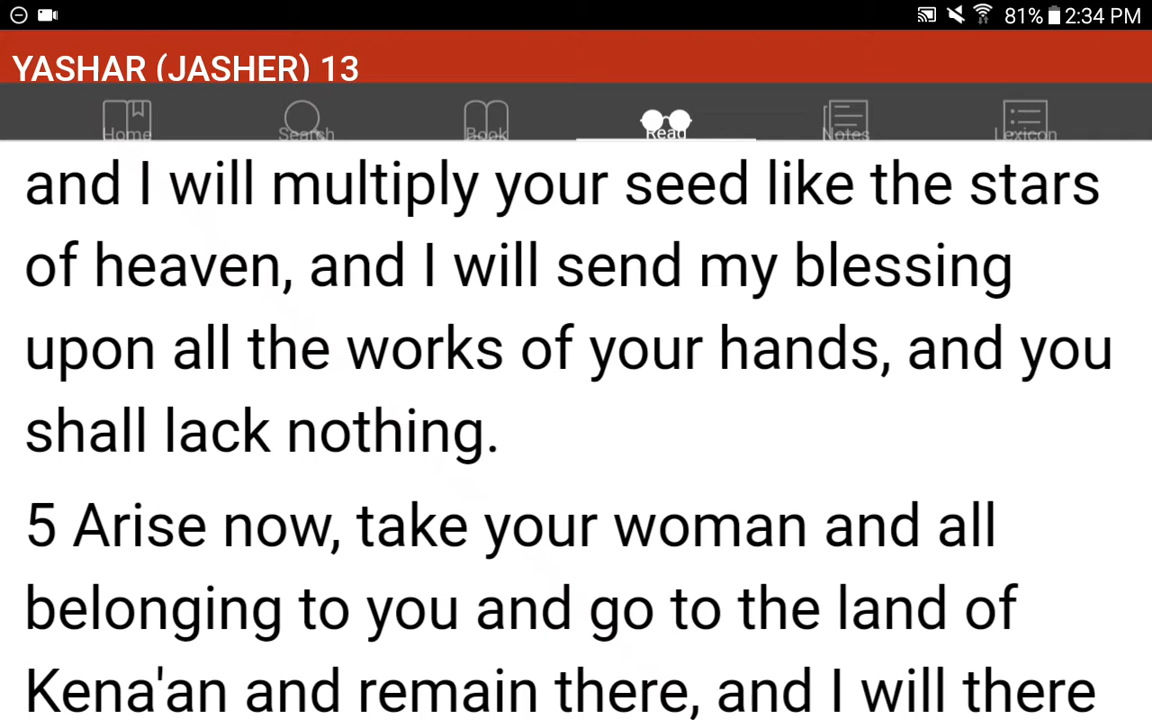 81% 2:34 PM
YASHAR (JASHER) 13
Home Search Book Read Notes Lexicon
and I will multiply your seed like the stars
of heaven, and I will send my blessing
upon all the works of your hands, and you
shall lack nothing.
5 Arise now, take your woman and all
belonging to you and go to the land of
Kena'an and remain there, and I will there